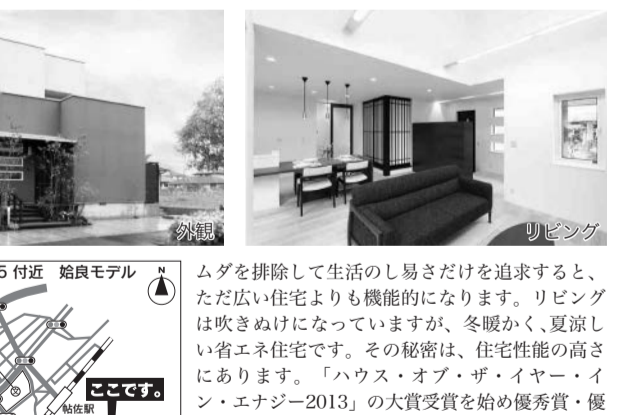 外観
リビング
5 付近　姶良モデル
N
ここです。
帖佐駅
ムダを排除して生活のし易さだけを追求すると、
ただ広い住宅よりも機能的になります。リビング
は吹きぬけになっていますが、冬暖かく、夏涼し
い省エネ住宅です。その秘密は、住宅性能の高さ
にあります。「ハウス・オブ・ザ・イヤー・イ
ン・エナジー2013」の大賞受賞を始め優秀賞・優